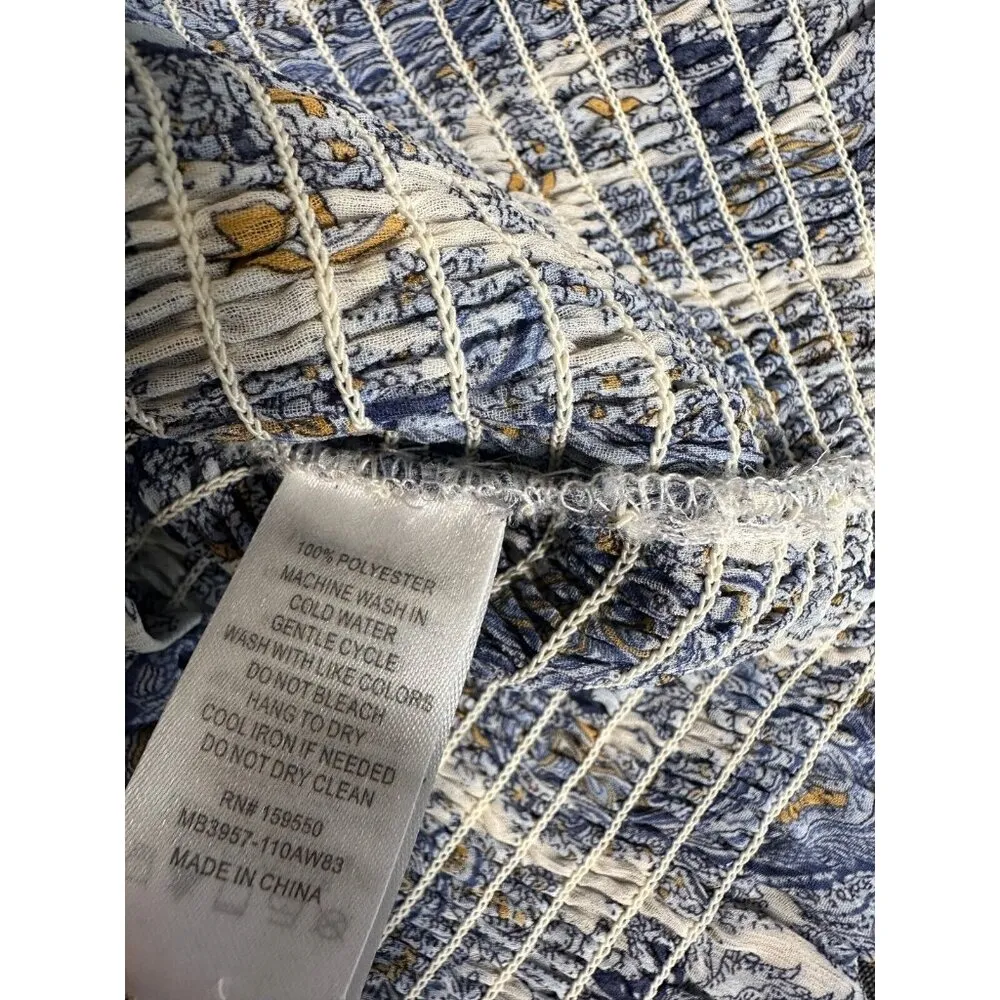 100% POLYESTER
MACHINE WASH IN
COLD WATER
GENTLE CYCLE
WASH WITH LIKE COLORS
DO NOT BLEACH
HANG TO DRY
COOL IRON IF NEEDED
DO NOT DRY CLEAN
RN# 159550
MB3957-110AW83
MADE IN CHINA